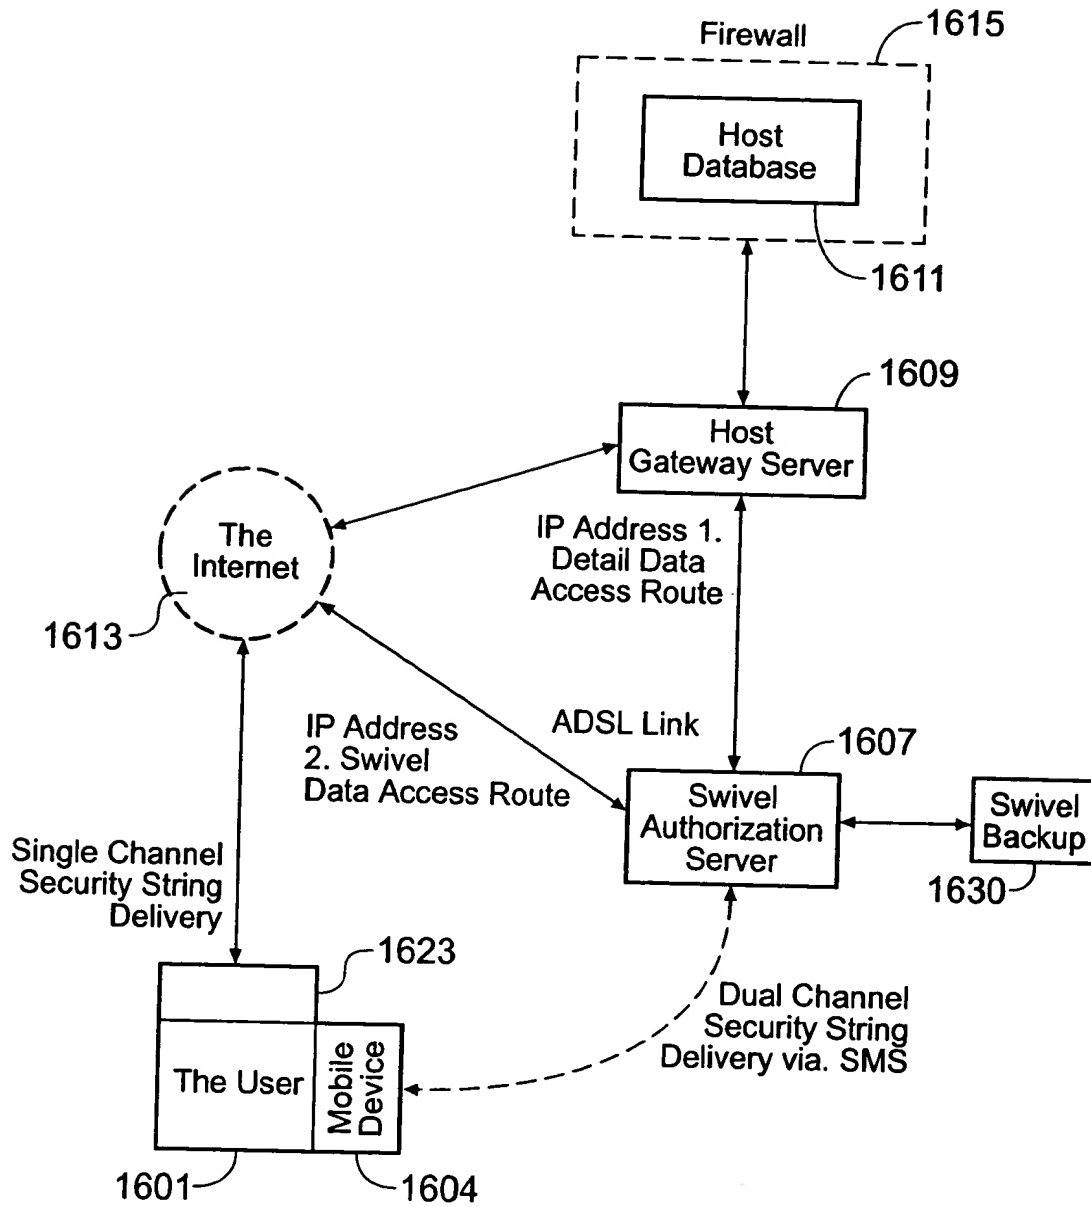 1615
Firewall
Host
Database
1611
1609
Host
Gateway Server
The
Internet
1613
IP Address 1.
Detail Data
Access Route
IP Address
2. Swivel
Data Access Route
ADSL Link
1607
Swivel
Authorization
Server
Swivel
Backup
1630
Single Channel
Security String
Delivery
1623
The User
Mobile
Device
Dual Channel
Security String
Delivery via. SMS
1601
1604